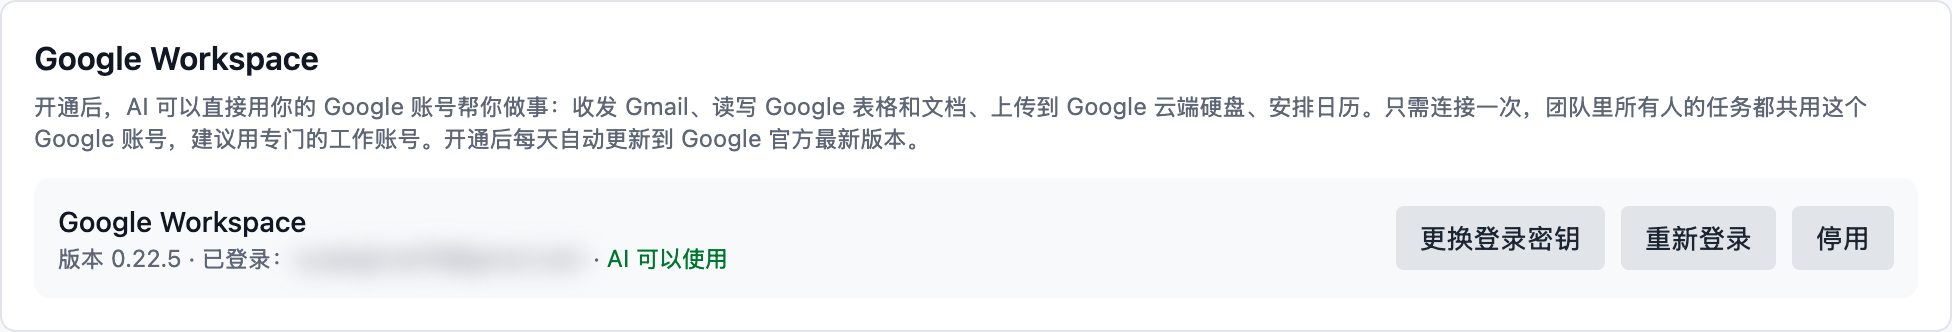 Google Workspace
开通后，AI 可以直接用你的 Google 账号帮你做事：收发 Gmail、读写 Google 表格和文档、上传到 Google 云端硬盘、安排日历。只需连接一次，团队里所有人的任务都共用这个
Google 账号，建议用专门的工作账号。开通后每天自动更新到 Google 官方最新版本。
Google Workspace
版本 0.22.5 · 已登录： · AI 可以使用
更换登录密钥
重新登录
停用